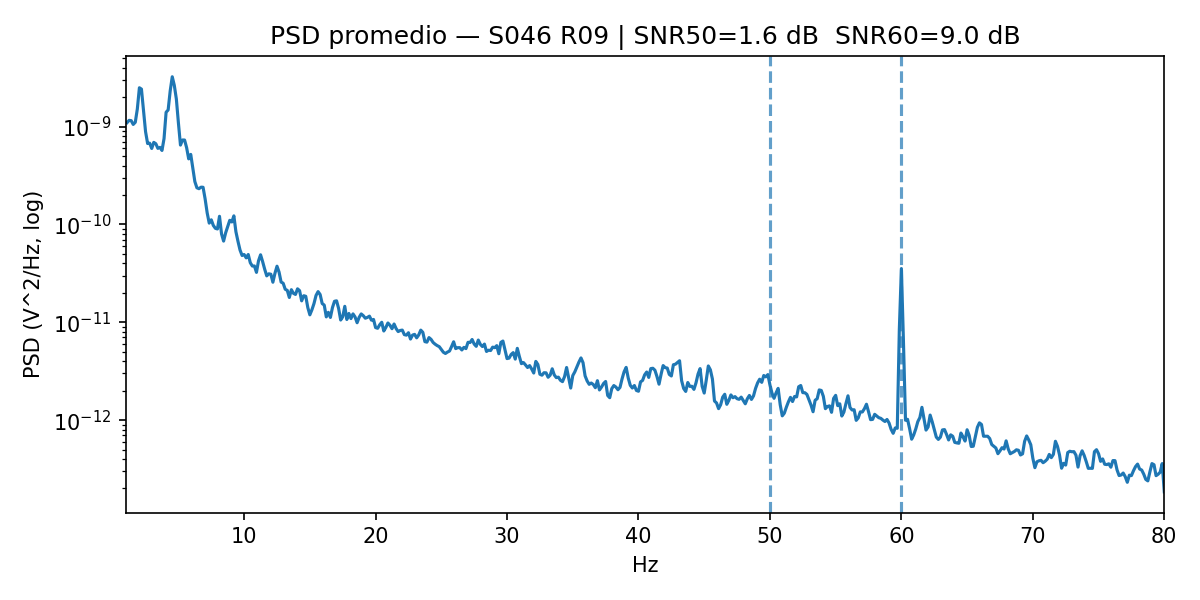 PSD promedio — S046 R09 | SNR50=1.6 dB  SNR60=9.0 dB
PSD (V^2/Hz, log)
10⁻⁹
10⁻¹⁰
10⁻¹¹
10⁻¹²
10 20 30 40 50 60 70 80
Hz